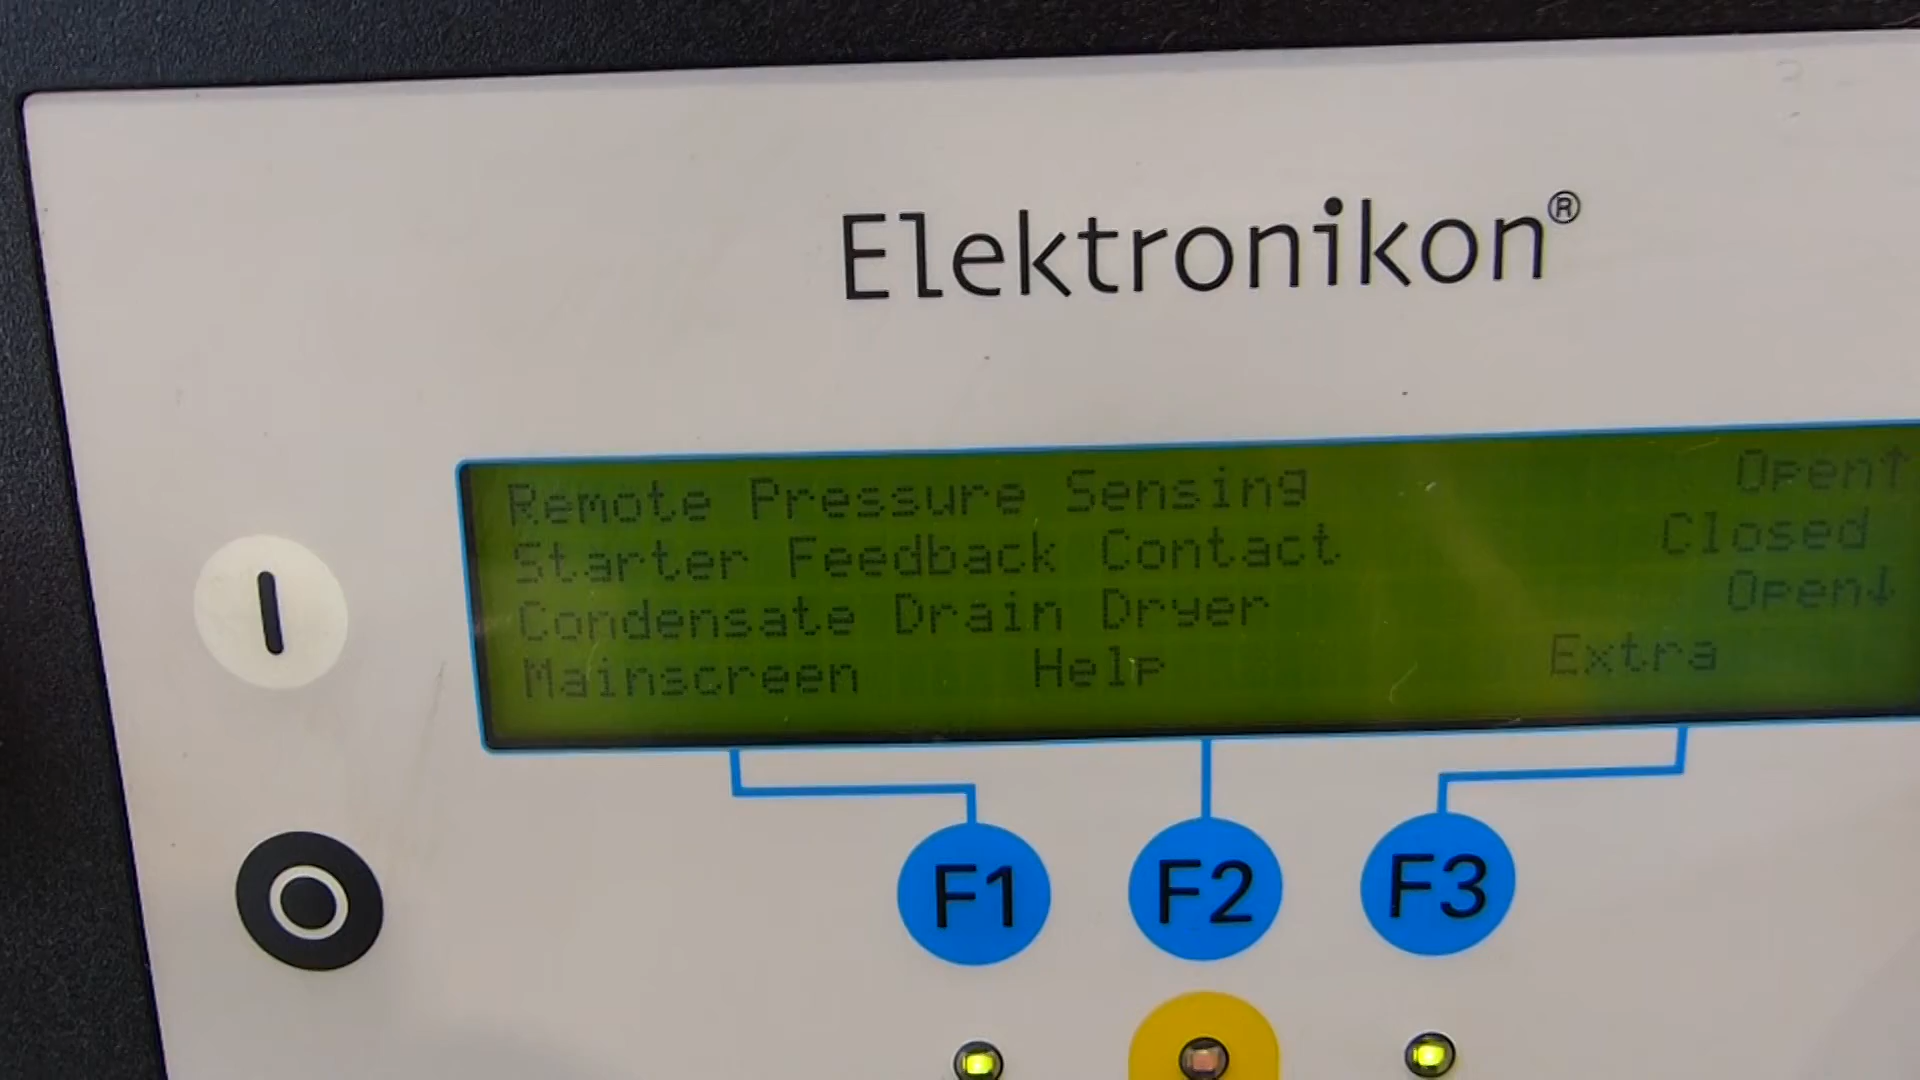 Elektronikon®
Remote Pressure Sensing Open↑
Starter Feedback Contact Closed
Condensate Drain Dryer Open↓
Mainscreen Help Extra
F1 F2 F3